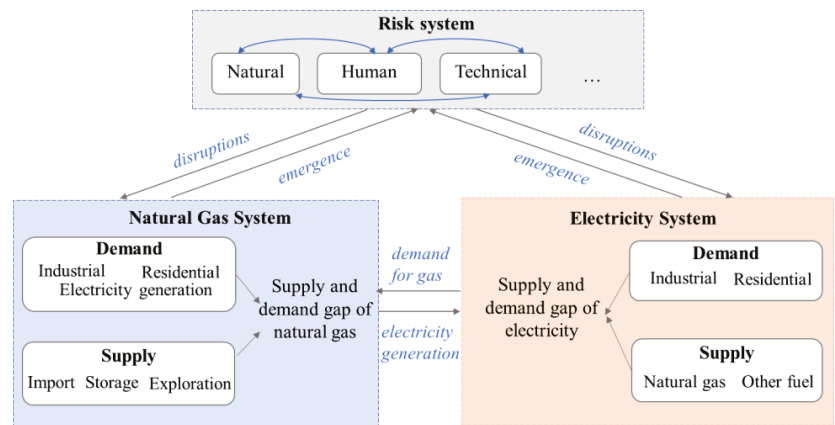 Risk system
Natural
Human
Technical
...
disruptions
emergence
disruptions
emergence
Natural Gas System
Demand
Industrial Residential
Electricity generation
Supply and
demand gap of
natural gas
Supply
Import Storage Exploration
demand
for gas
electricity
generation
Electricity System
Supply and
demand gap of
electricity
Demand
Industrial Residential
Supply
Natural gas Other fuel